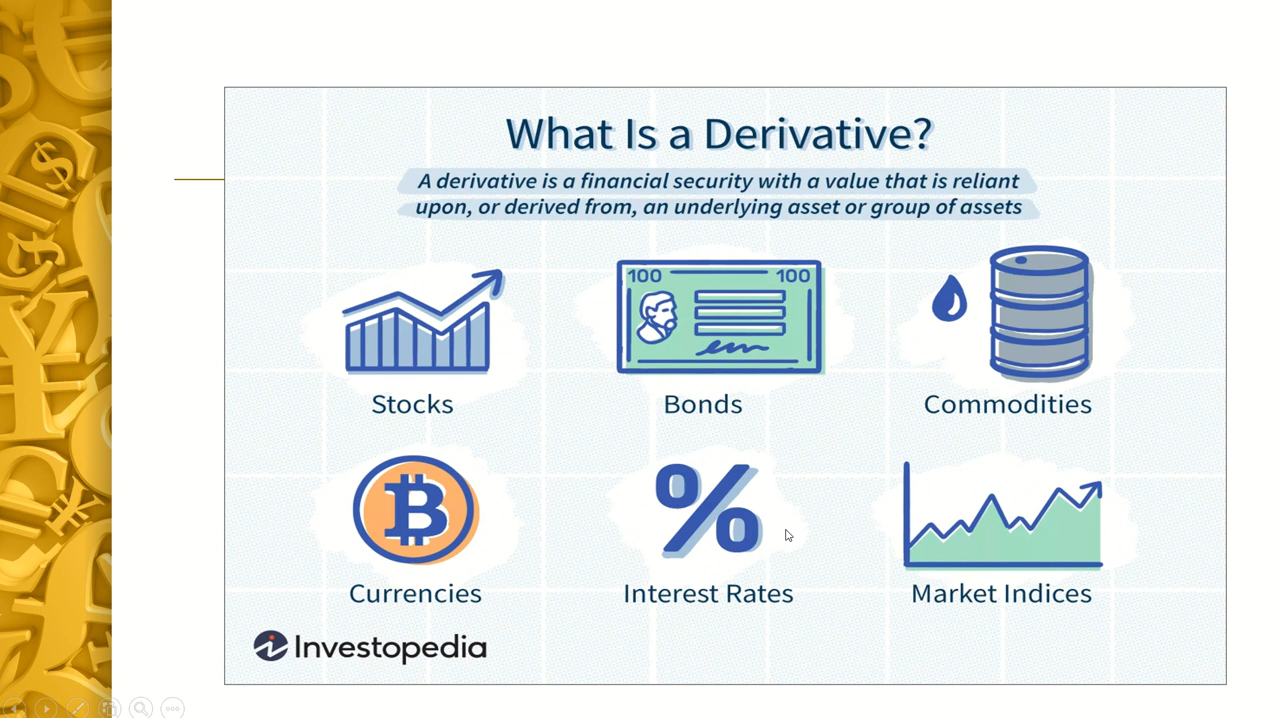 What Is a Derivative?
A derivative is a financial security with a value that is reliant
upon, or derived from, an underlying asset or group of assets
100 100
Stocks
Bonds
Commodities
Currencies
Interest Rates
Market Indices
Investopedia